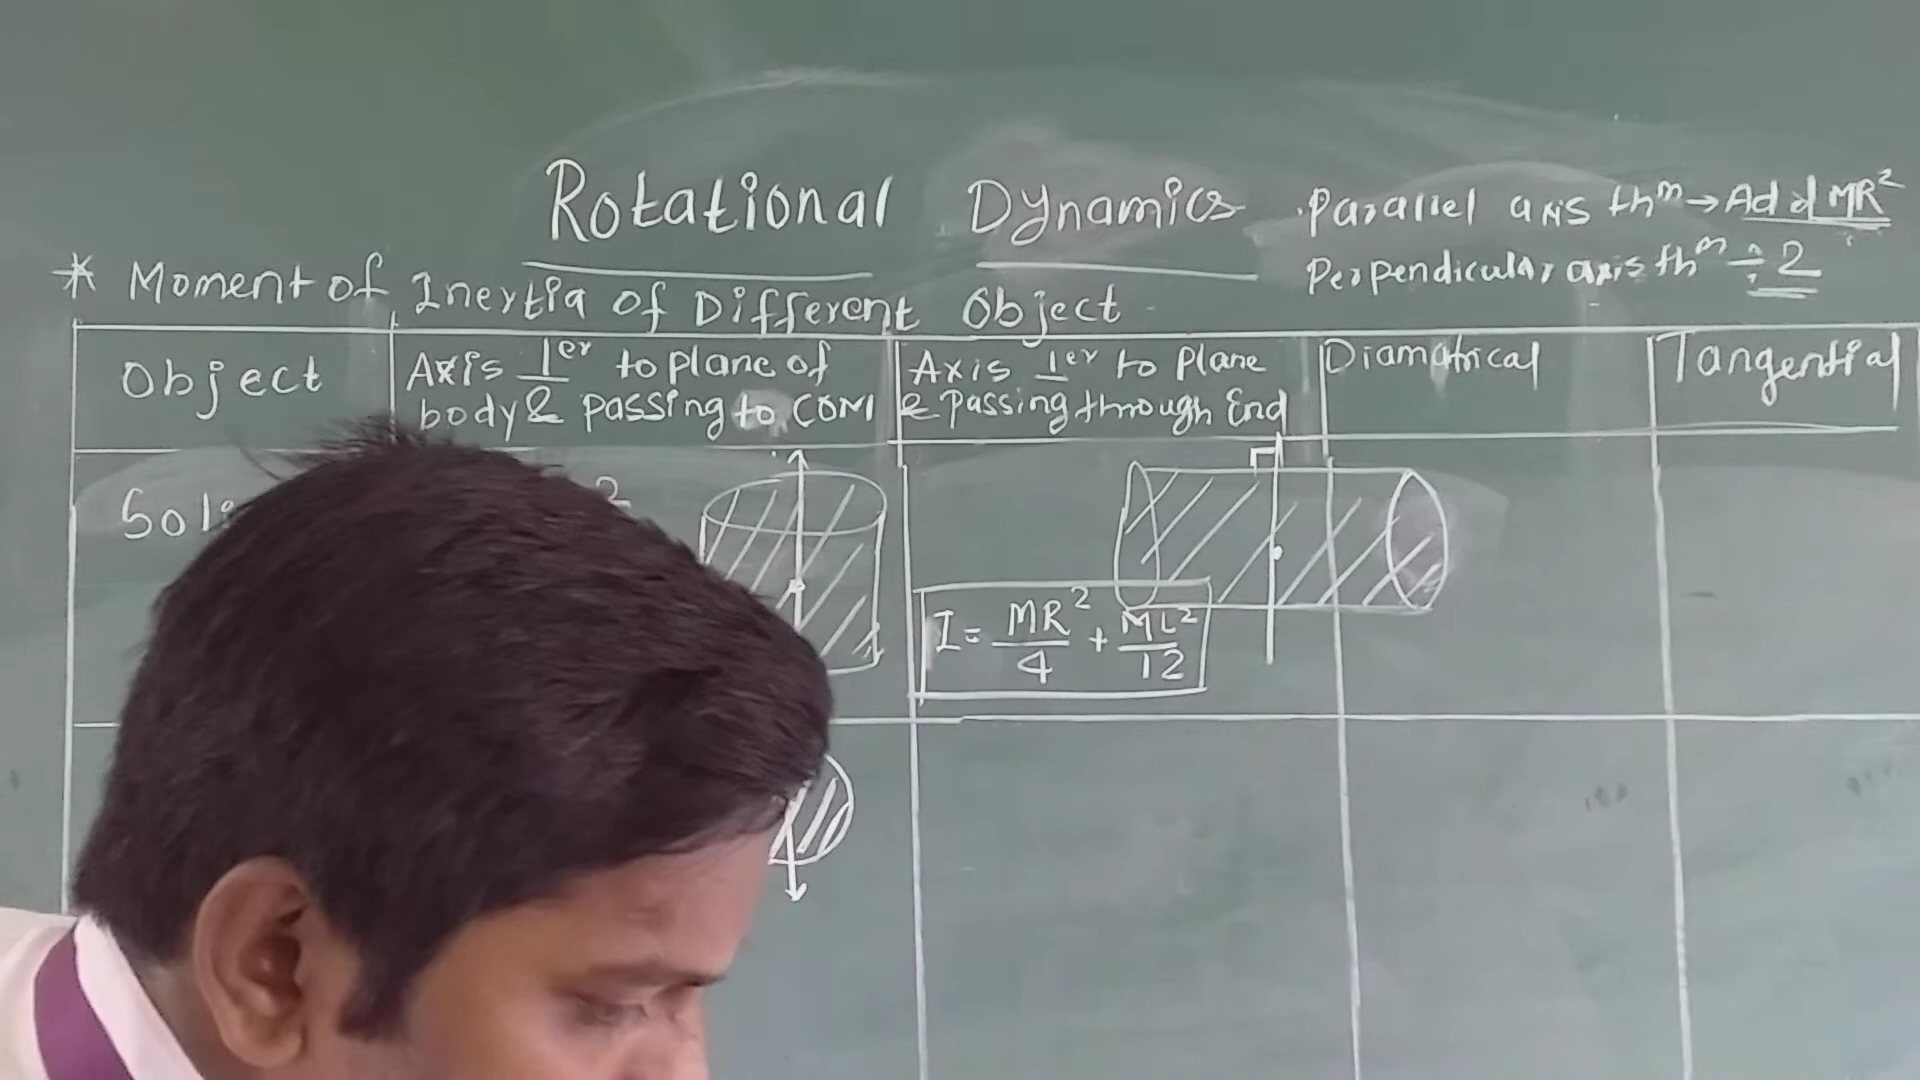 Rotational Dynamics
Parallel axis thm → Add MR²
Perpendicular axis thm ÷ 2
* Moment of Inertia of Different Object
Object
Axis ⊥er to plane of
body & passing to COM
Axis ⊥er to plane
& passing through End
Diamatrical
Tangential
I = MR²/4 + ML²/12